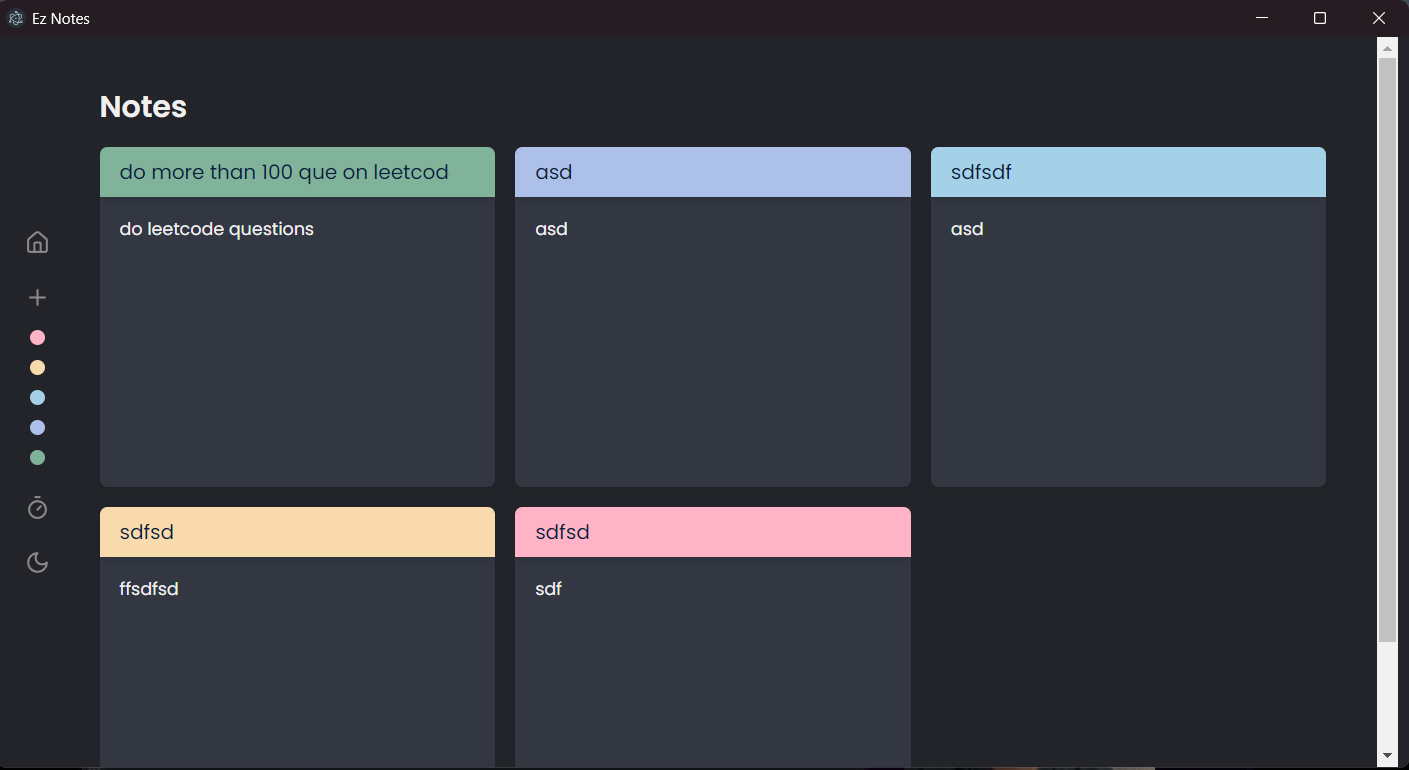 Ez Notes
Notes
do more than 100 que on leetcod
asd
sdfsdf
do leetcode questions
asd
asd
sdfsd
sdfsd
ffsdfsd
sdf